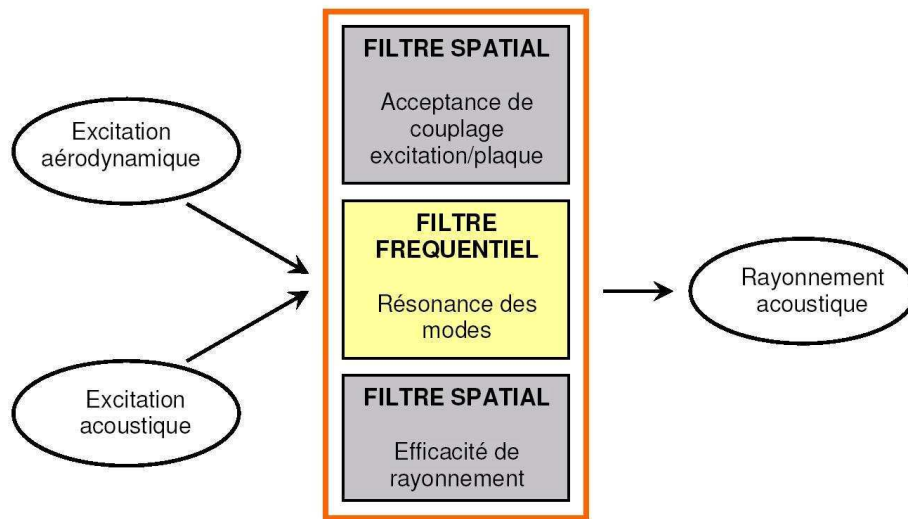 Excitation
aérodynamique
Excitation
acoustique
FILTRE SPATIAL
Acceptance de
couplage
excitation/plaque
FILTRE
FREQUENTIEL
Résonance des
modes
FILTRE SPATIAL
Efficacité de
rayonnement
Rayonnement
acoustique